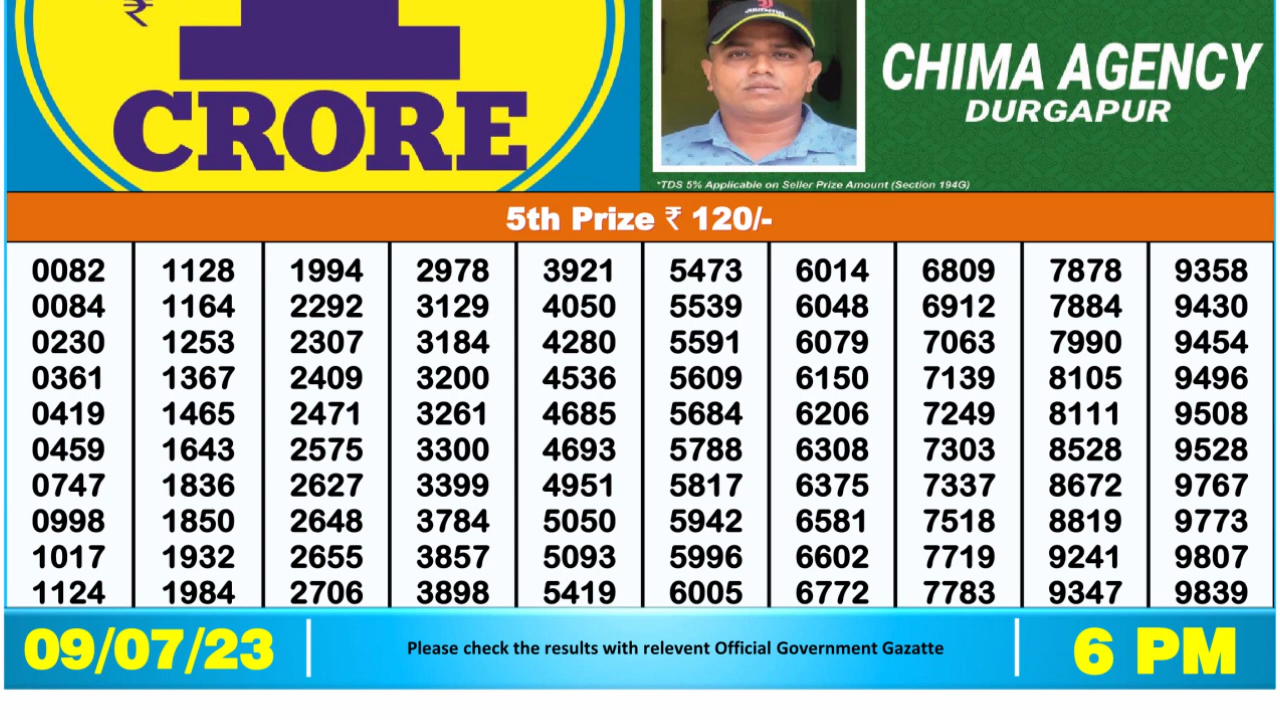 ₹
1
CRORE
CHIMA AGENCY
DURGAPUR
*TDS 5% Applicable on Seller Prize Amount (Section 194G)
5th Prize ₹ 120/-
0082 1128 1994 2978 3921 5473 6014 6809 7878 9358
0084 1164 2292 3129 4050 5539 6048 6912 7884 9430
0230 1253 2307 3184 4280 5591 6079 7063 7990 9454
0361 1367 2409 3200 4536 5609 6150 7139 8105 9496
0419 1465 2471 3261 4685 5684 6206 7249 8111 9508
0459 1643 2575 3300 4693 5788 6308 7303 8528 9528
0747 1836 2627 3399 4951 5817 6375 7337 8672 9767
0998 1850 2648 3784 5050 5942 6581 7518 8819 9773
1017 1932 2655 3857 5093 5996 6602 7719 9241 9807
1124 1984 2706 3898 5419 6005 6772 7783 9347 9839
09/07/23
Please check the results with relevent Official Government Gazatte
6 PM